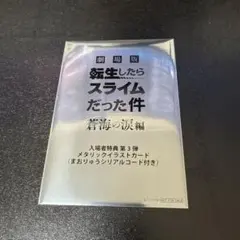 劇場版
転生したら
スライム
だった件
蒼海の涙編
入場者特典 第3弾
メタリックイラストカード
(まおりゅうシリアルコード付き)